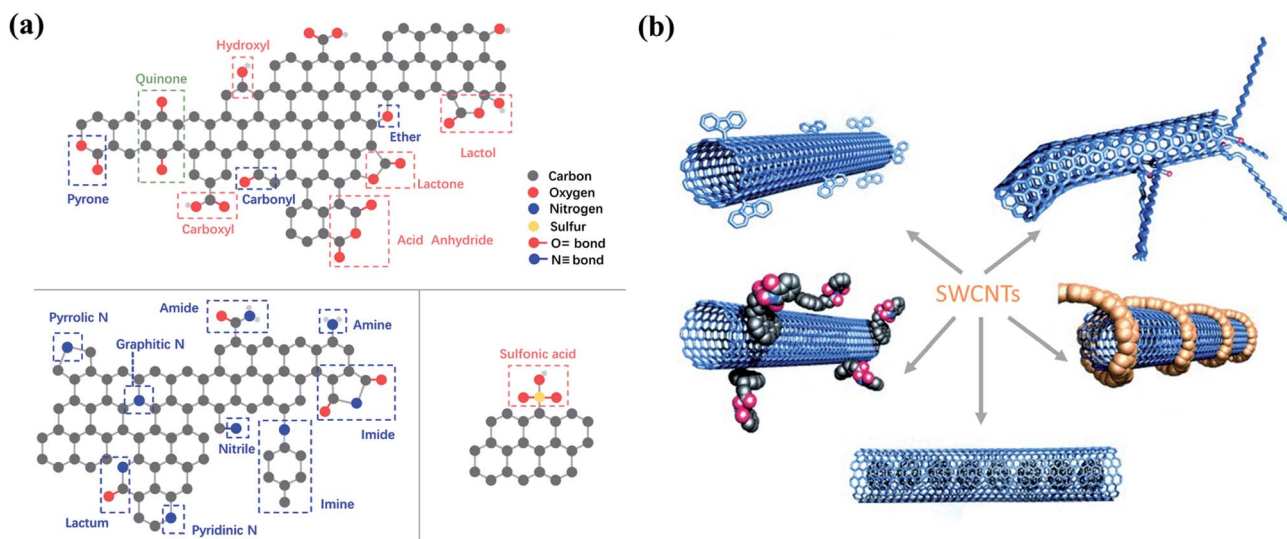 (a)
Hydroxyl
Quinone
Ether
Lactol
Pyrone
Carboxyl
Carbonyl
Lactone
Acid Anhydride
Carbon
Oxygen
Nitrogen
Sulfur
O= bond
N≡ bond
Pyrrolic N
Graphitic N
Amide
Amine
Nitrile
Imide
Imine
Lactum
Pyridinic N
Sulfonic acid
(b)
SWCNTs